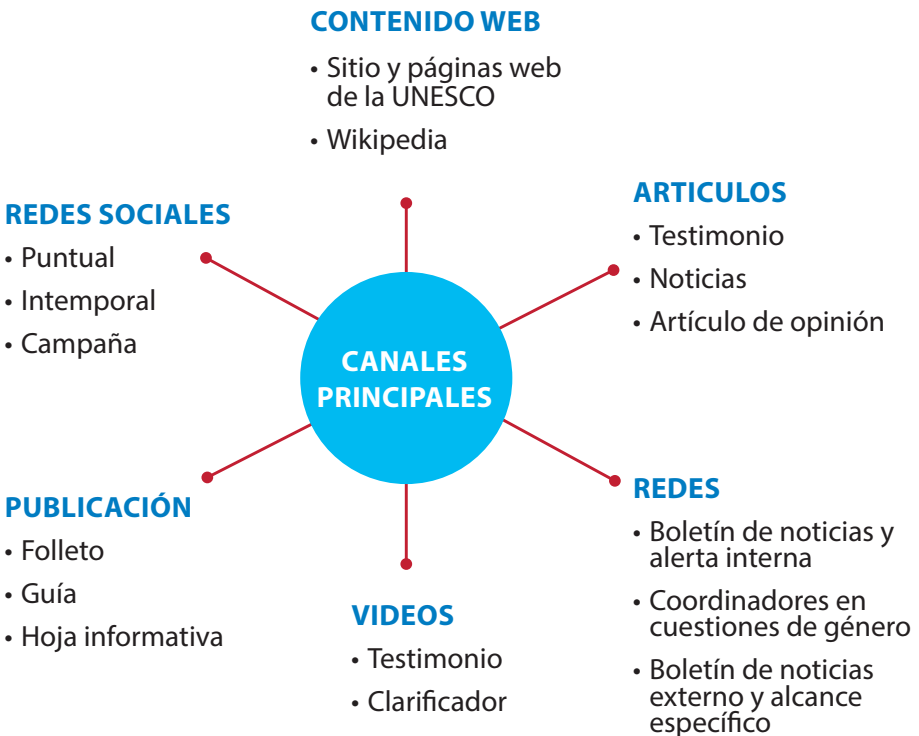 CONTENIDO WEB
• Sitio y páginas web
de la UNESCO
• Wikipedia
ARTICULOS
• Testimonio
• Noticias
• Artículo de opinión
REDES SOCIALES
• Puntual
• Intemporal
• Campaña
CANALES
PRINCIPALES
REDES
• Boletín de noticias y
alerta interna
• Coordinadores en
cuestiones de género
• Boletín de noticias
externo y alcance
específico
PUBLICACIÓN
• Folleto
• Guía
• Hoja informativa
VIDEOS
• Testimonio
• Clarificador